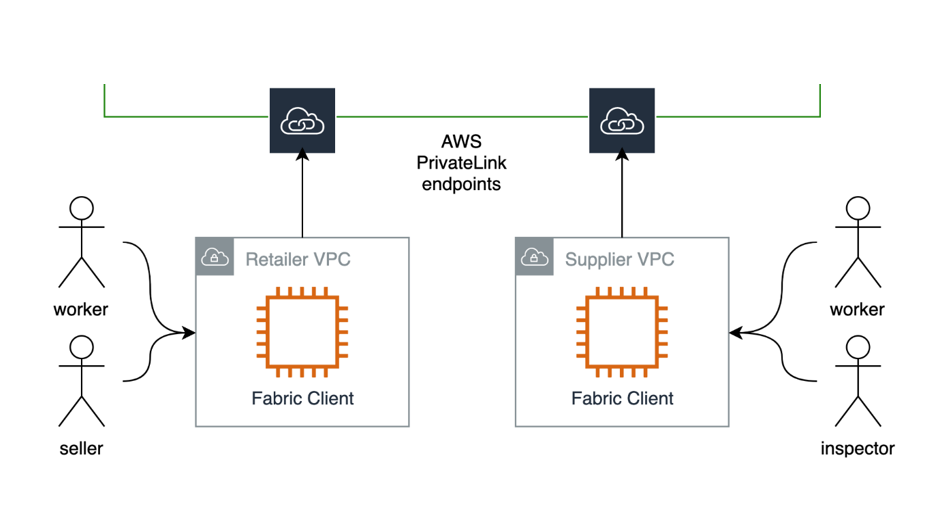 AWS
PrivateLink
endpoints
Retailer VPC
Supplier VPC
worker
worker
Fabric Client
Fabric Client
seller
inspector